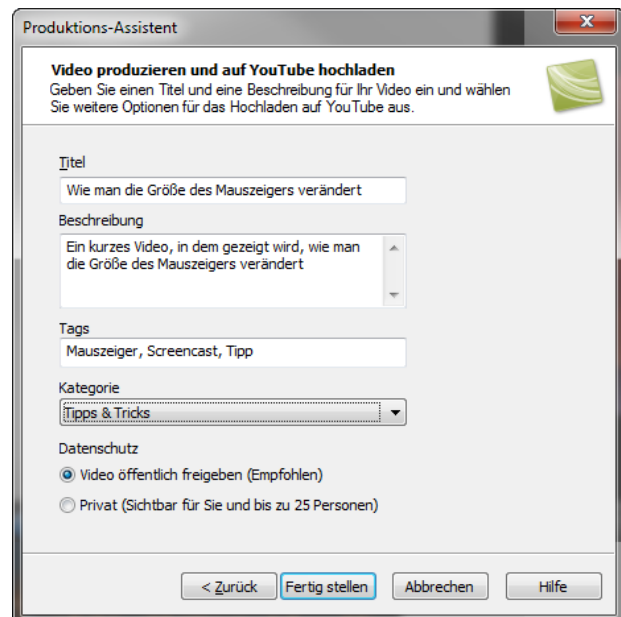 Produktions-Assistent
Video produzieren und auf YouTube hochladen
Geben Sie einen Titel und eine Beschreibung für Ihr Video ein und wählen
Sie weitere Optionen für das Hochladen auf YouTube aus.
Titel
Wie man die Größe des Mauszeigers verändert
Beschreibung
Ein kurzes Video, in dem gezeigt wird, wie man
die Größe des Mauszeigers verändert
Tags
Mauszeiger, Screencast, Tipp
Kategorie
Tipps & Tricks
Datenschutz
Video öffentlich freigeben (Empfohlen)
Privat (Sichtbar für Sie und bis zu 25 Personen)
< Zurück Fertig stellen Abbrechen Hilfe